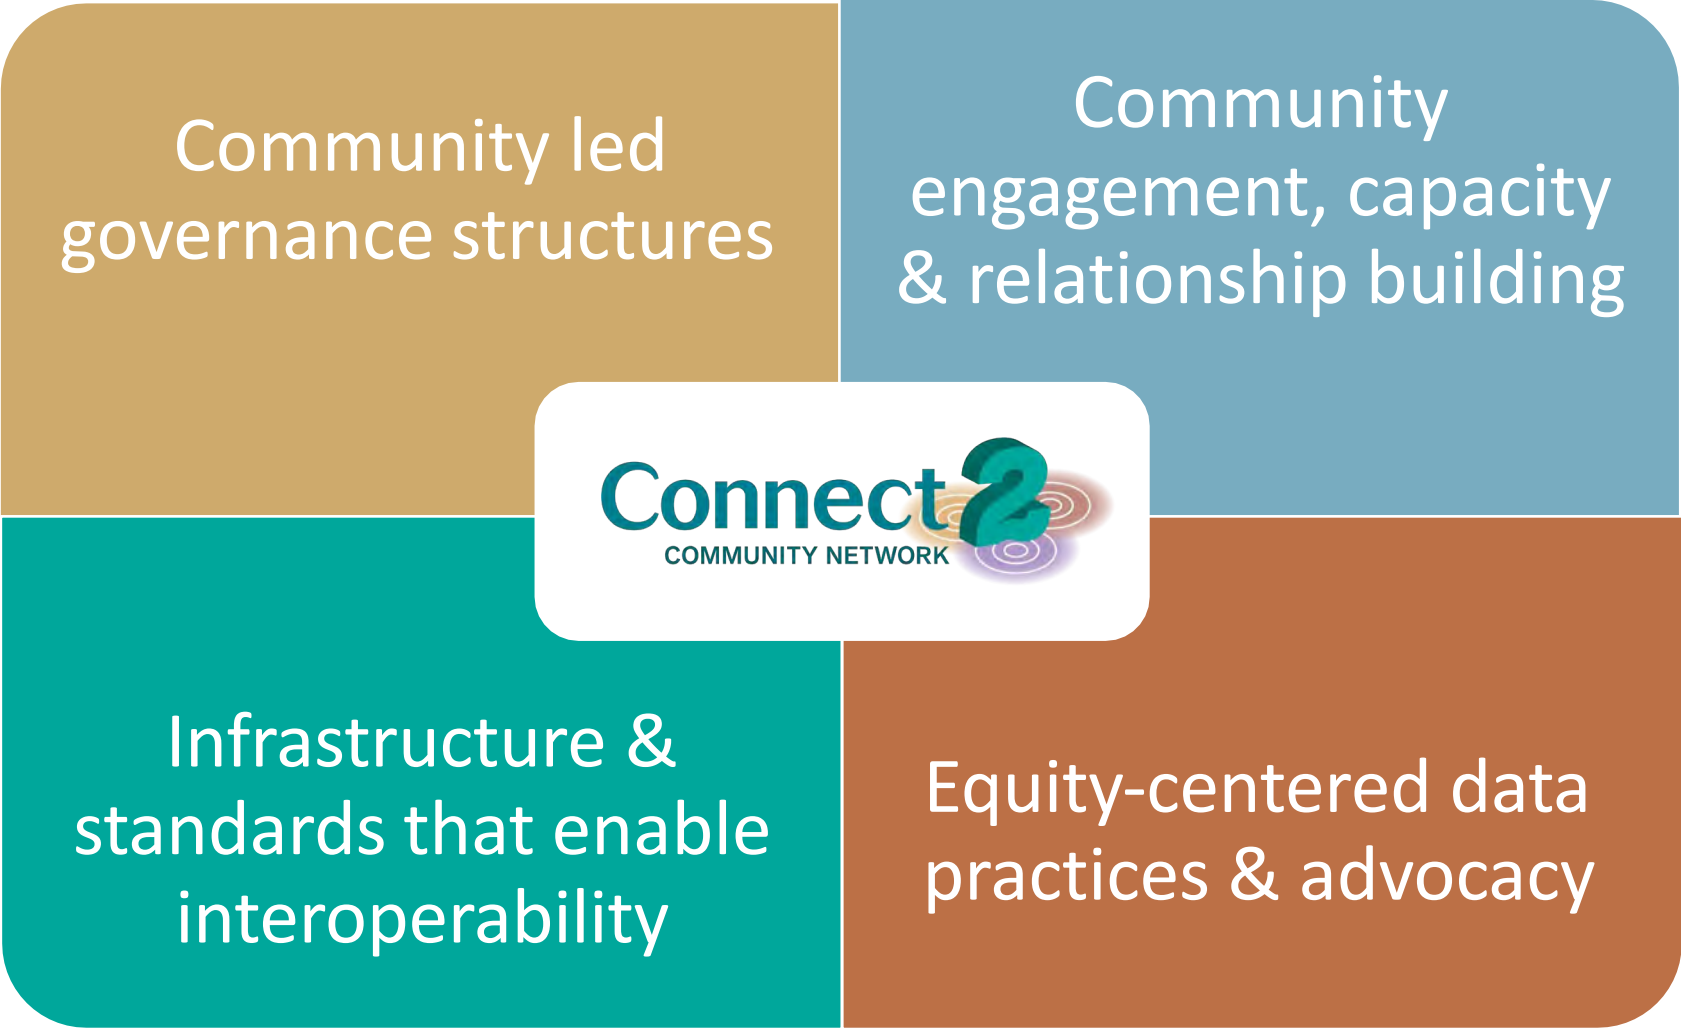 Community led
governance structures
Community
engagement, capacity
& relationship building
Connect2
COMMUNITY NETWORK
Infrastructure &
standards that enable
interoperability
Equity-centered data
practices & advocacy